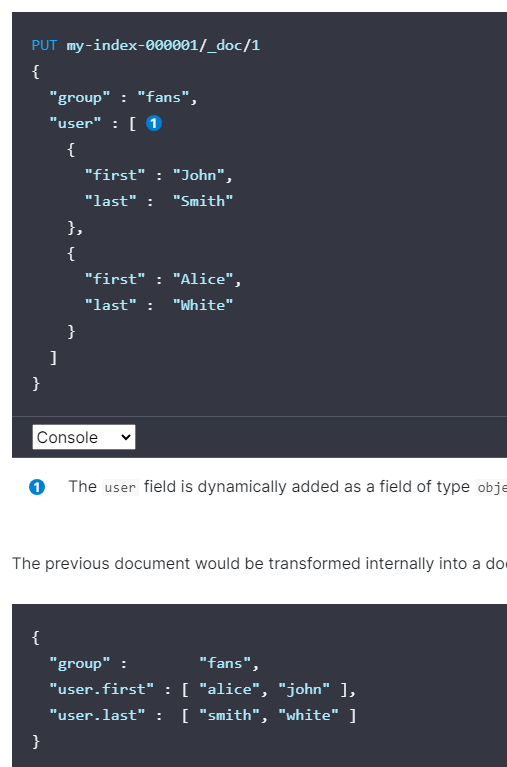 PUT my-index-000001/_doc/1
{
  "group" : "fans",
  "user" : [ 1
    {
      "first" : "John",
      "last" :  "Smith"
    },
    {
      "first" : "Alice",
      "last" :  "White"
    }
  ]
}
Console
1 The user field is dynamically added as a field of type obje
The previous document would be transformed internally into a doc
{
  "group" :        "fans",
  "user.first" : [ "alice", "john" ],
  "user.last" :  [ "smith", "white" ]
}